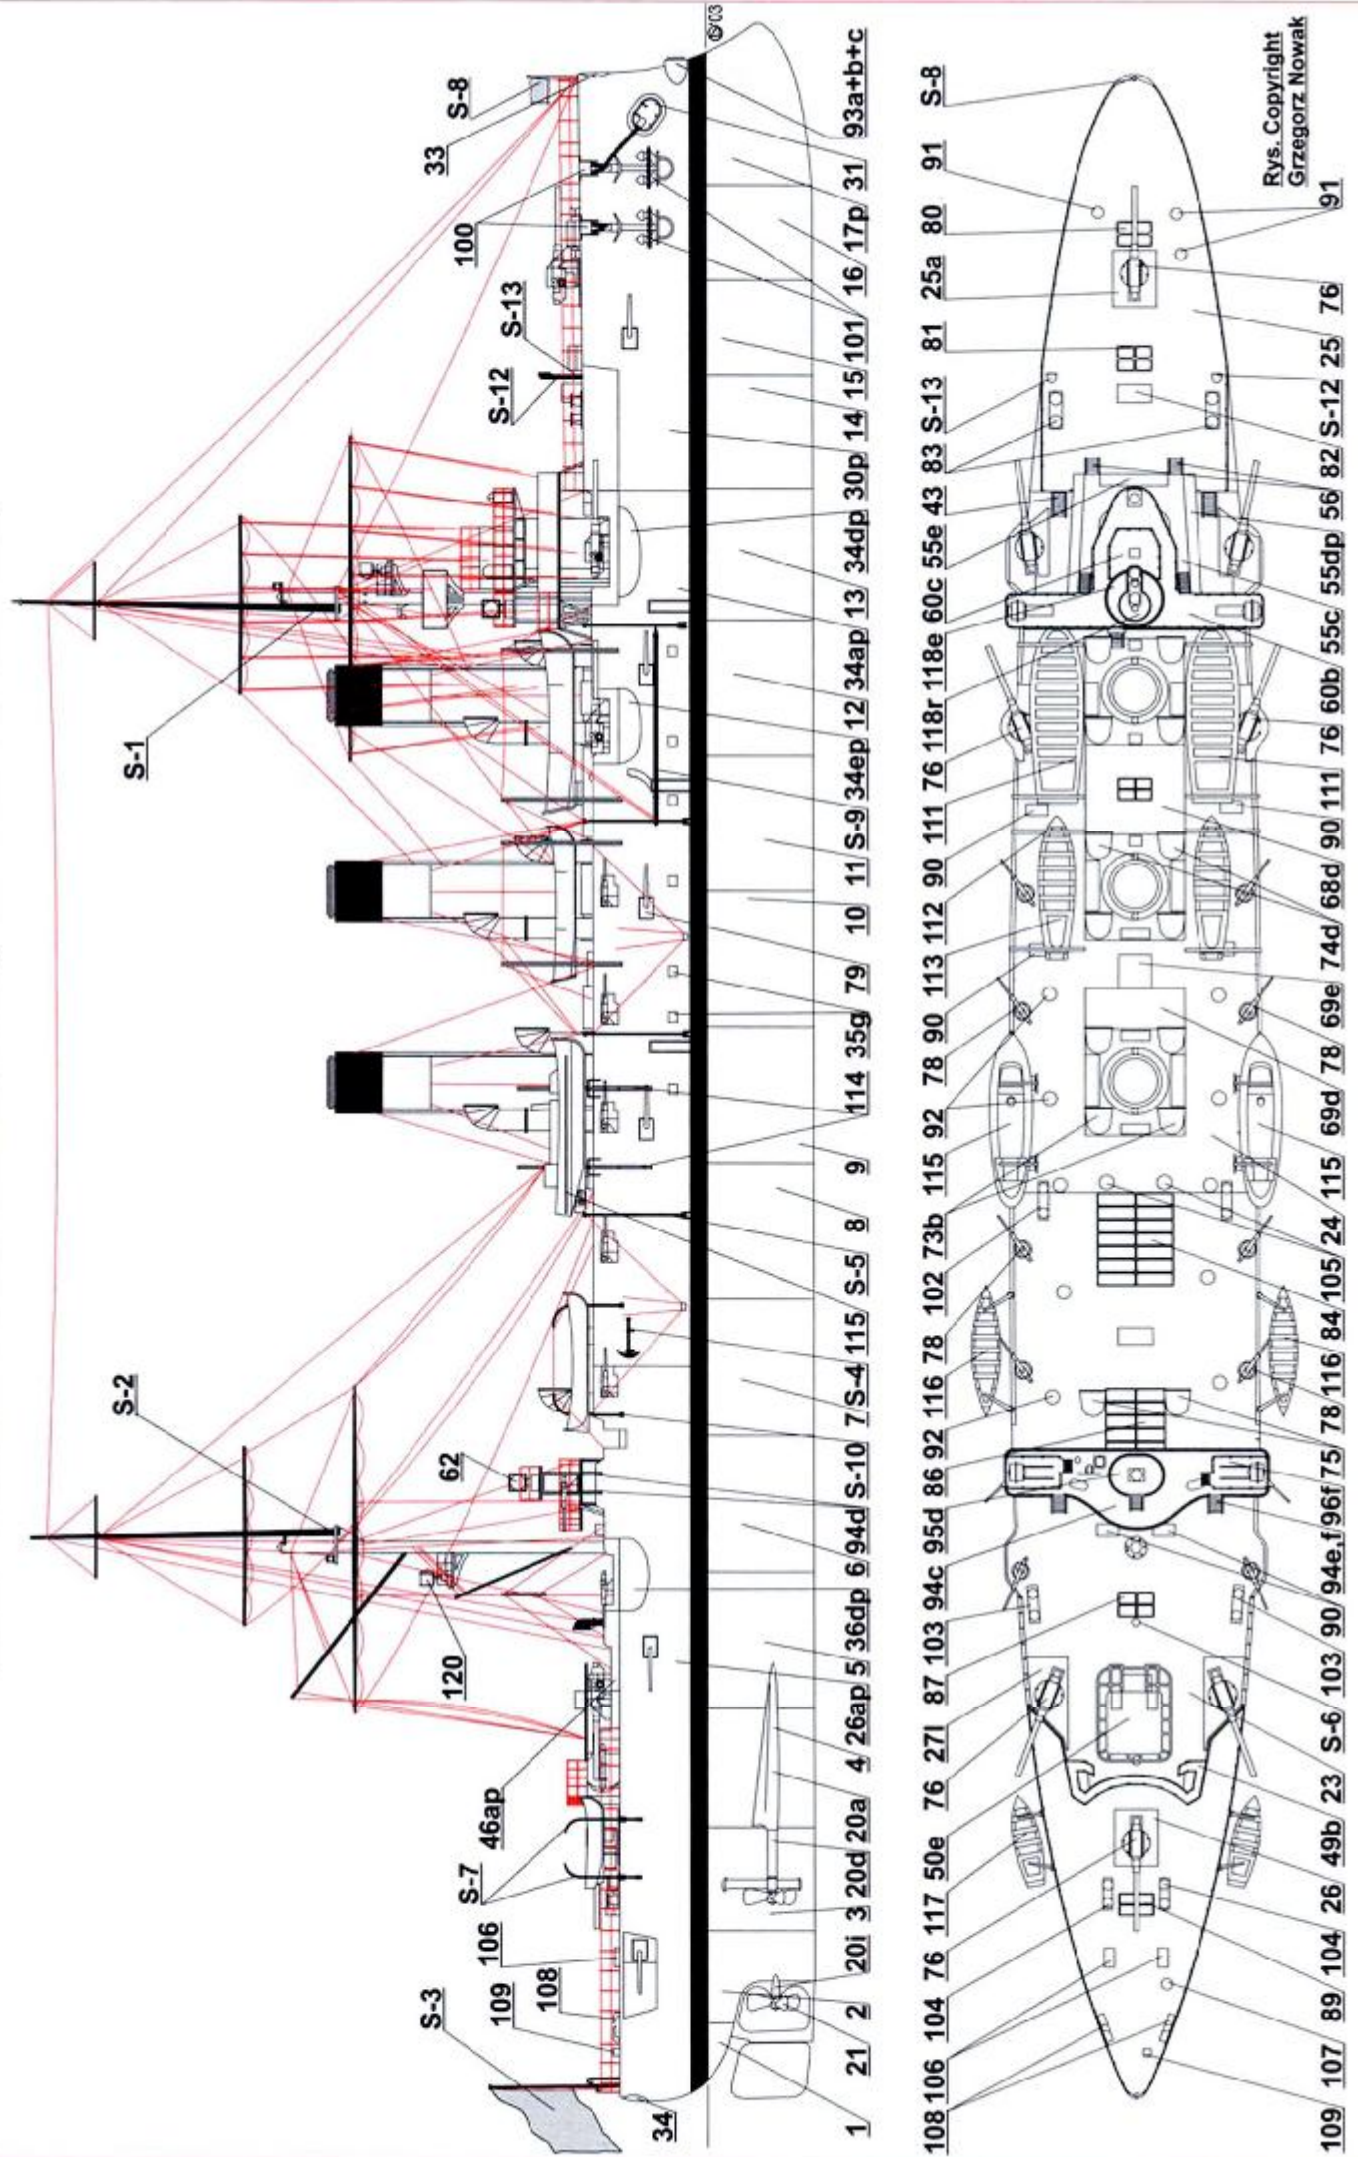 S-1
S-2
S-3
S-8
33
100
S-13
S-12
62
120
46ap
S-7
106
108
109
34
1 21 2 20i 3 20d 20a 4 26ap 5 36dp 6 94d S-10 7 S-4 115 S-5 8 9 114 35g 79 10 11 S-9 34ep 12 34ap 13 34dp 30p 14 15 101 16 17p 31 93a+b+c
108 106 104 76 117 50e 76 27l 87 103 94c 95d 86 92 116 78 102 73b 115 92 78 90 113 112 90 111 76 118r 118e 60c 55e 43 83 S-13 81 25a 80 91 S-8
Rys. Copyright
Grzegorz Nowak
109 107 89 104 26 49b 23 S-6 103 90 94e,f 96f 75 78 116 84 105 24 115 69d 78 69e 74d 68d 90 111 76 60b 55c 55dp 56 82 S-12 25 76 91